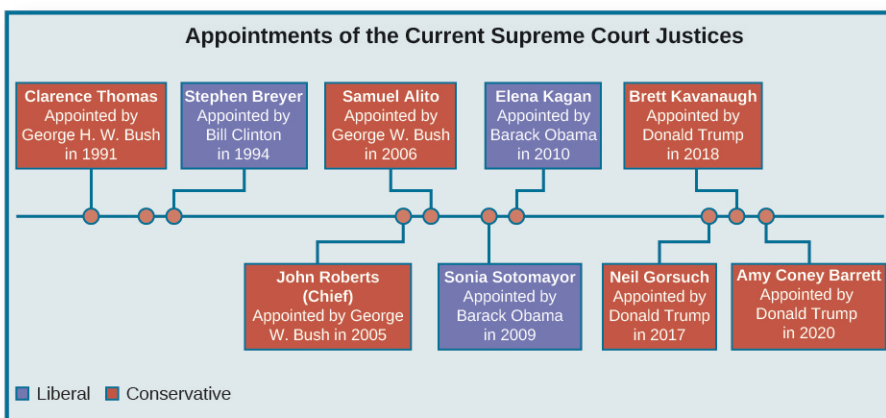 Appointments of the Current Supreme Court Justices
Clarence Thomas
Appointed by
George H. W. Bush
in 1991
Stephen Breyer
Appointed by
Bill Clinton
in 1994
Samuel Alito
Appointed by
George W. Bush
in 2006
Elena Kagan
Appointed by
Barack Obama
in 2010
Brett Kavanaugh
Appointed by
Donald Trump
in 2018
John Roberts
(Chief)
Appointed by George
W. Bush in 2005
Sonia Sotomayor
Appointed by
Barack Obama
in 2009
Neil Gorsuch
Appointed by
Donald Trump
in 2017
Amy Coney Barrett
Appointed by
Donald Trump
in 2020
Liberal
Conservative